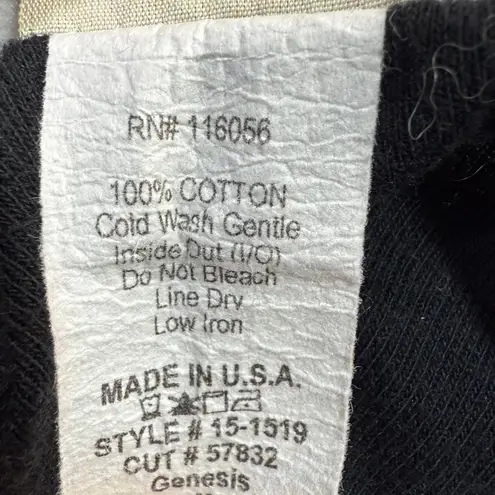 RN# 116056
100% COTTON
Cold Wash Gentle
Inside Out (I/O)
Do Not Bleach
Line Dry
Low Iron
MADE IN U.S.A.
STYLE # 15-1519
CUT # 57832
Genesis